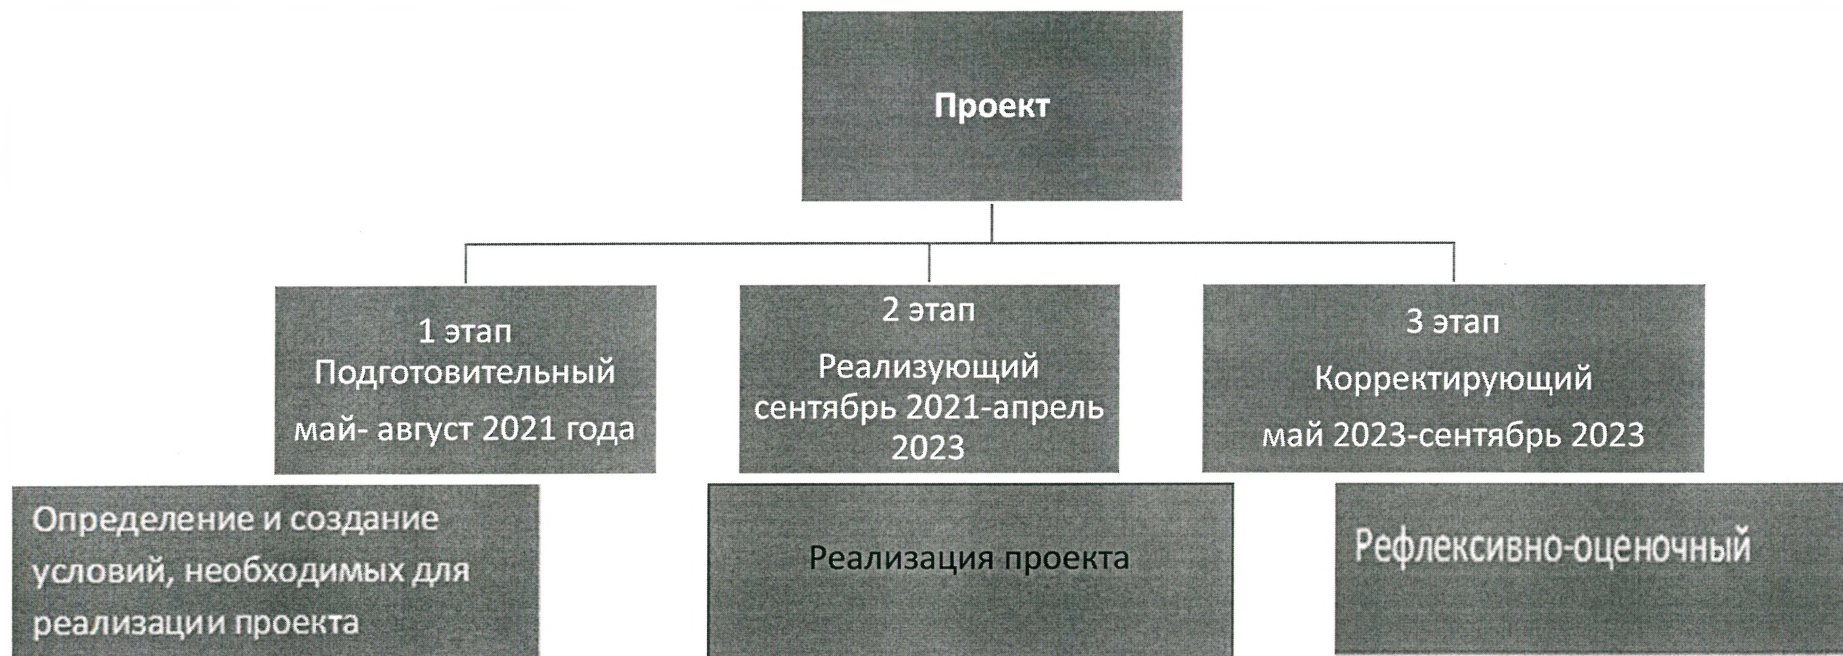 Проект
1 этап
Подготовительный
май- август 2021 года
2 этап
Реализующий
сентябрь 2021-апрель
2023
3 этап
Корректирующий
май 2023-сентябрь 2023
Определение и создание
условий, необходимых для
реализации проекта
Реализация проекта
Рефлексивно-оценочный